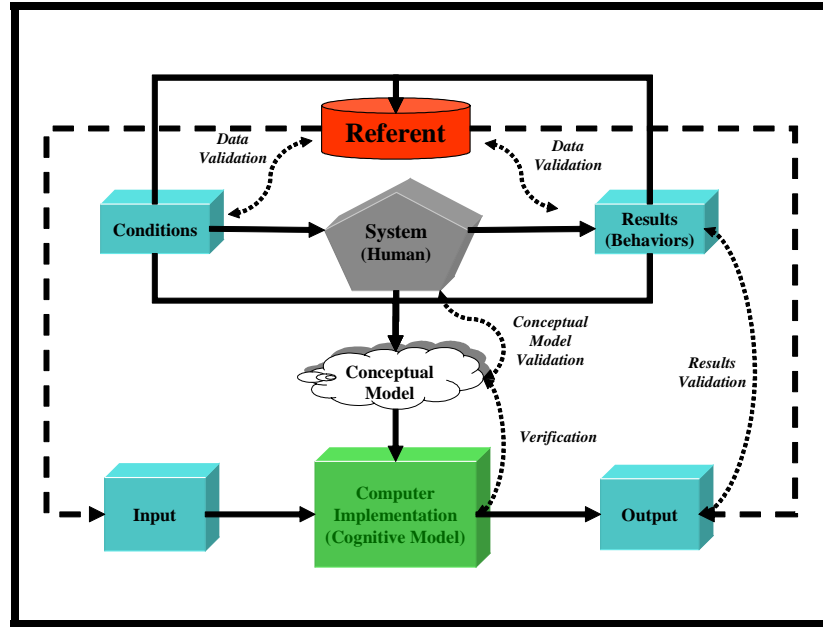 Referent
Data
Validation
Data
Validation
Conditions
System
(Human)
Results
(Behaviors)
Conceptual
Model
Validation
Conceptual
Model
Results
Validation
Verification
Input
Computer
Implementation
(Cognitive Model)
Output